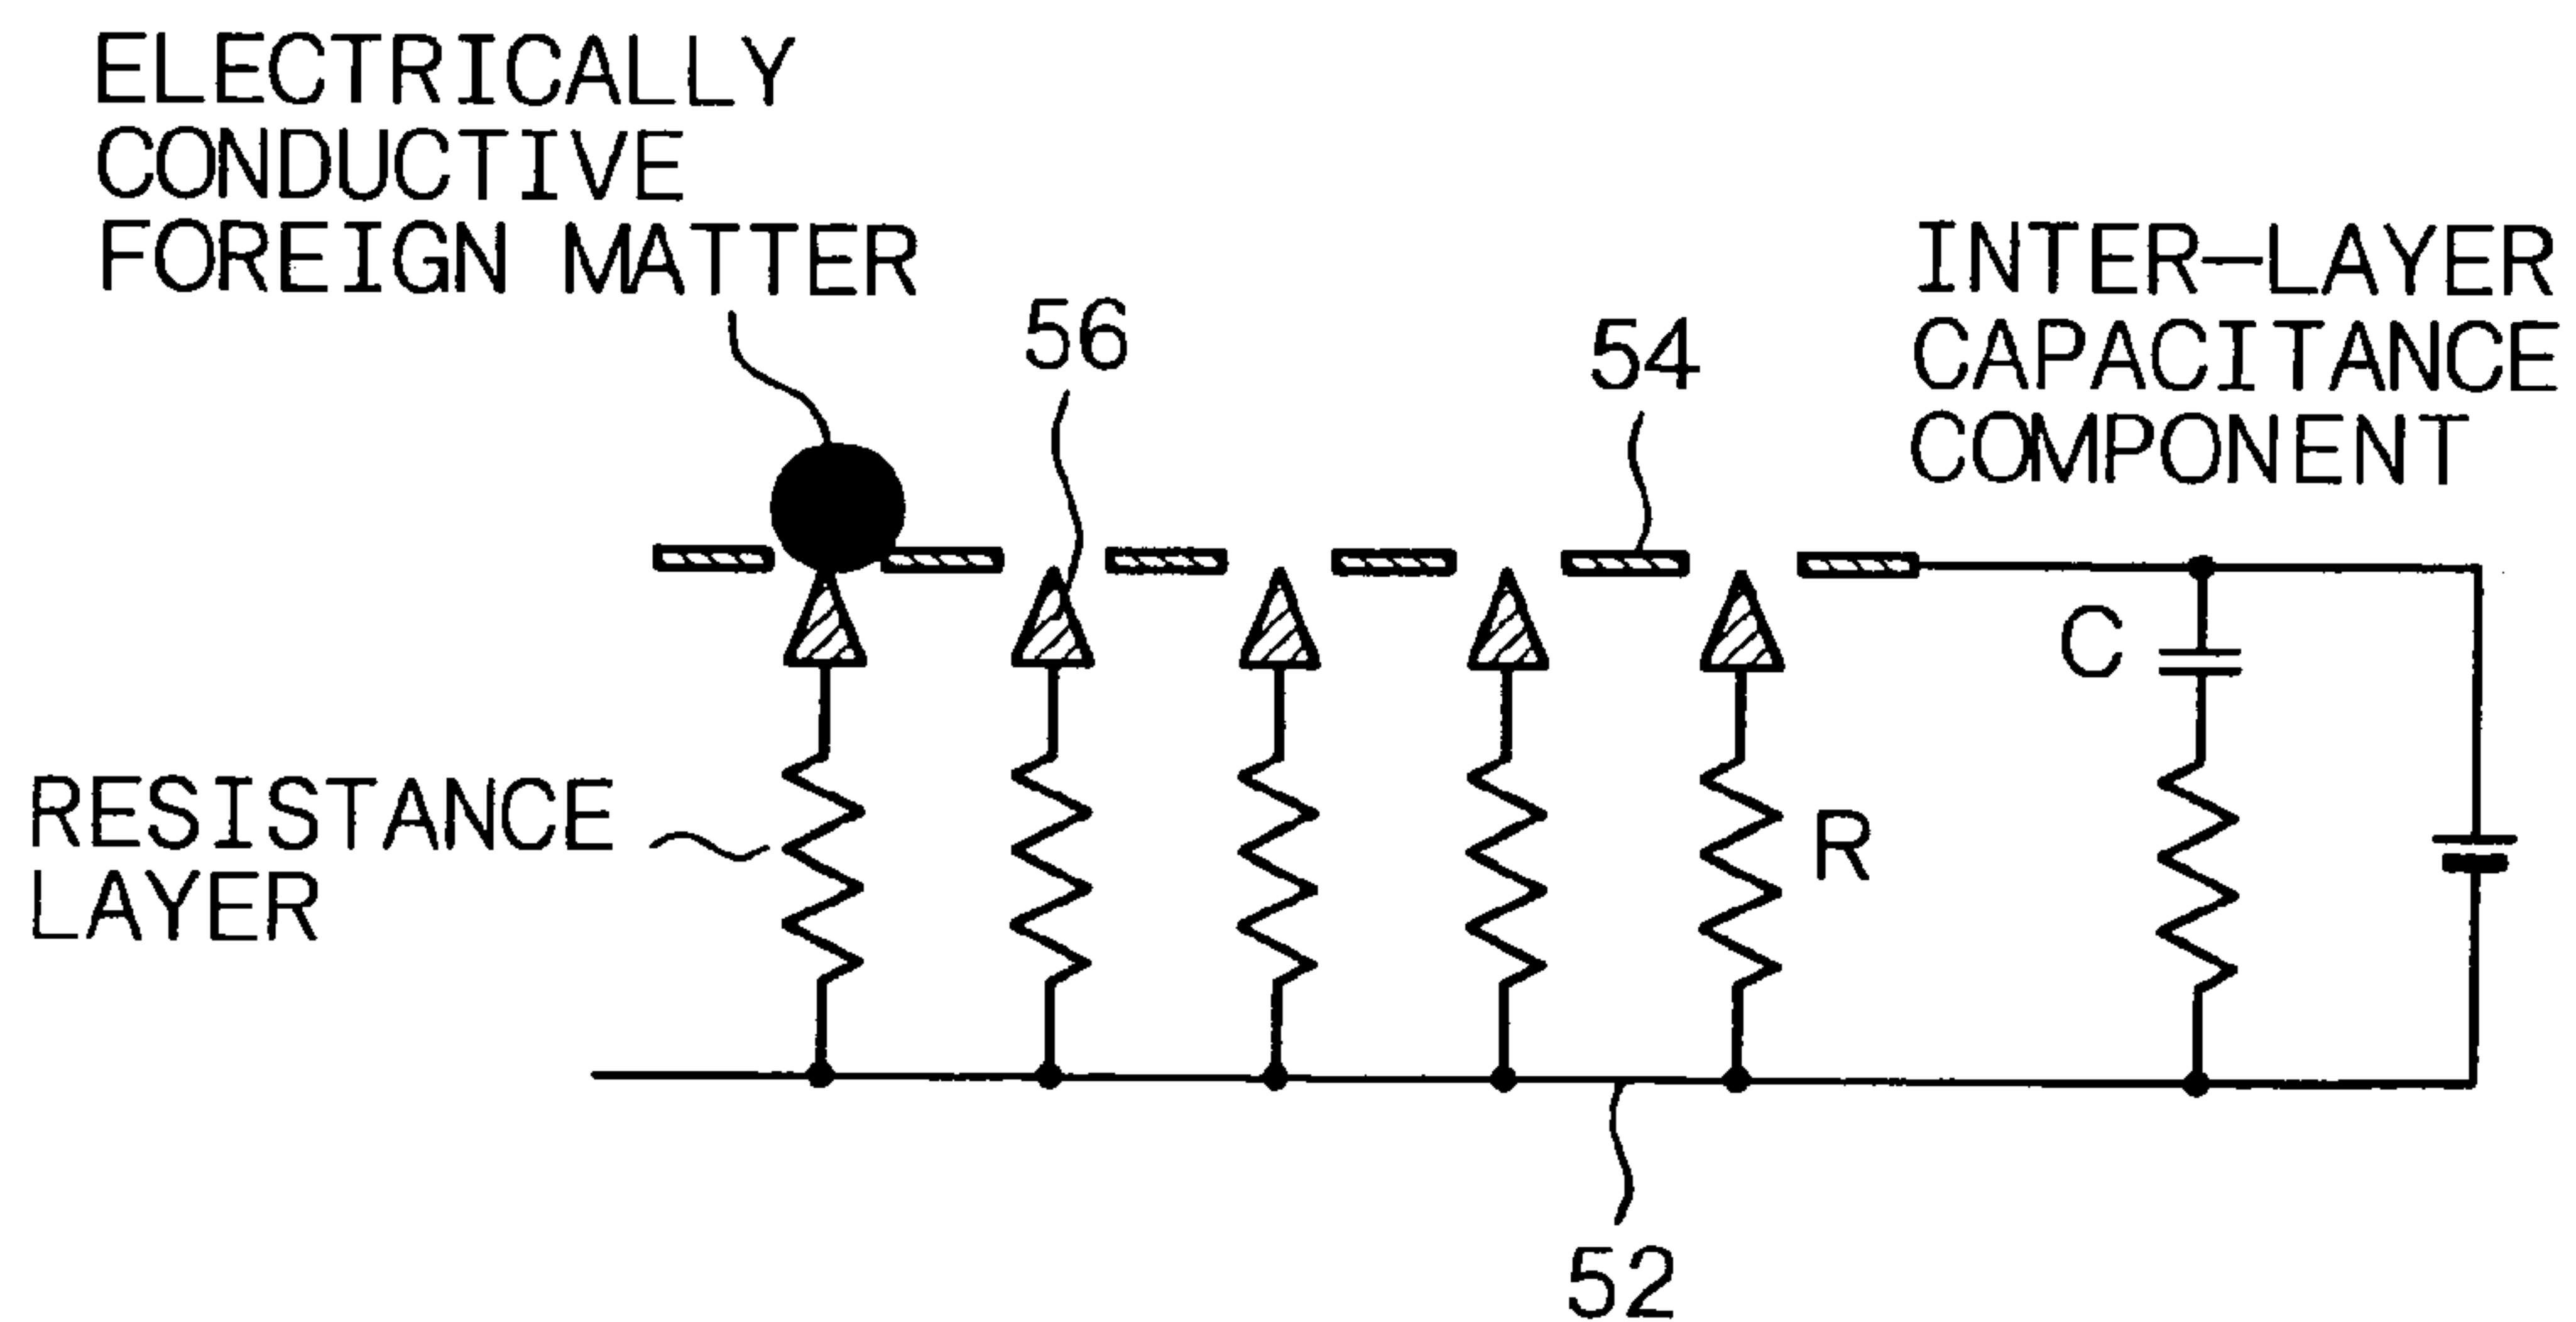 ELECTRICALLY
CONDUCTIVE
FOREIGN MATTER
56
54
INTER-LAYER
CAPACITANCE
COMPONENT
C
RESISTANCE
LAYER
R
52